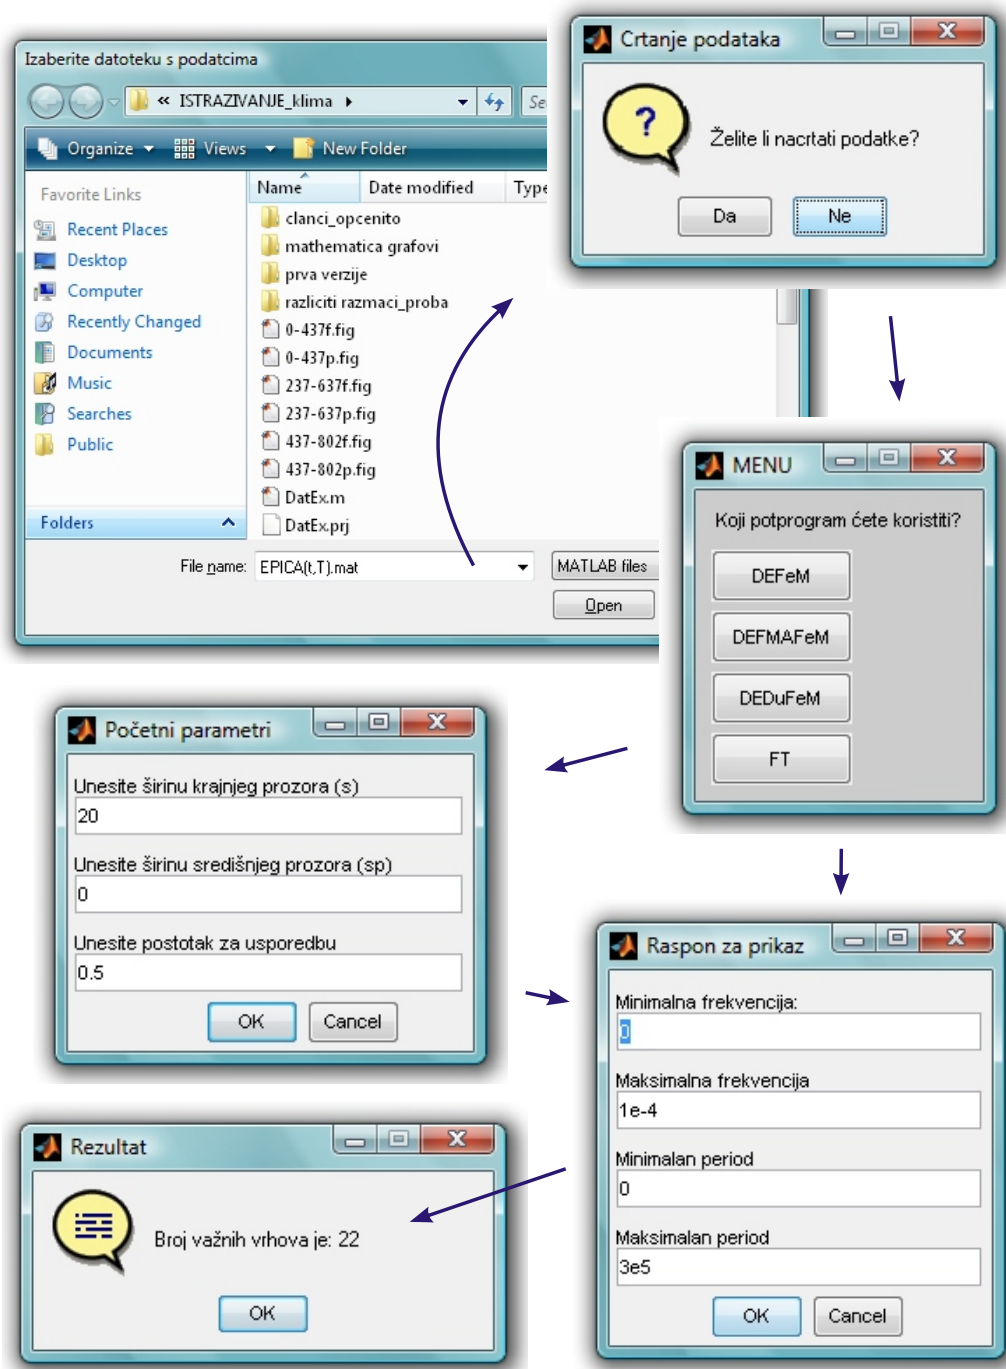 Izaberite datoteku s podatcima
« ISTRAZIVANJE_klima
Organize Views New Folder
Favorite Links
Recent Places
Desktop
Computer
Recently Changed
Documents
Music
Searches
Public
Folders
Name Date modified Type
clanci_opcenito
mathematica grafovi
prva verzije
razliciti razmaci_proba
0-437f.fig
0-437p.fig
237-637f.fig
237-637p.fig
437-802f.fig
437-802p.fig
DatEx.m
DatEx.prj
File name: EPICA(t,T).mat MATLAB files
Open
Crtanje podataka
Želite li nacrtati podatke?
Da Ne
MENU
Koji potprogram ćete koristiti?
DEFeM
DEFMAFeM
DEDuFeM
FT
Početni parametri
Unesite širinu krajnjeg prozora (s)
20
Unesite širinu središnjeg prozora (sp)
0
Unesite postotak za usporedbu
0.5
OK Cancel
Raspon za prikaz
Minimalna frekvencija:
0
Maksimalna frekvencija
1e-4
Minimalan period
0
Maksimalan period
3e5
OK Cancel
Rezultat
Broj važnih vrhova je: 22
OK